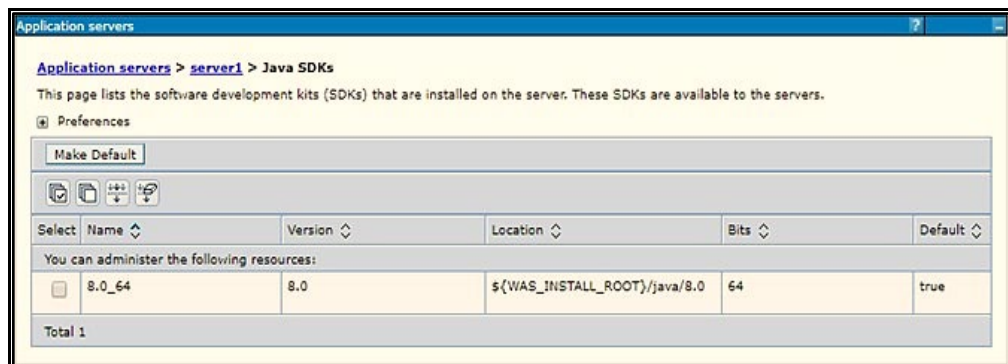 Application servers ?
Application servers > server1 > Java SDKs
This page lists the software development kits (SDKs) that are installed on the server. These SDKs are available to the servers.
Preferences
Make Default
Select Name Version Location Bits Default
You can administer the following resources:
8.0_64 8.0 ${WAS_INSTALL_ROOT}/java/8.0 64 true
Total 1